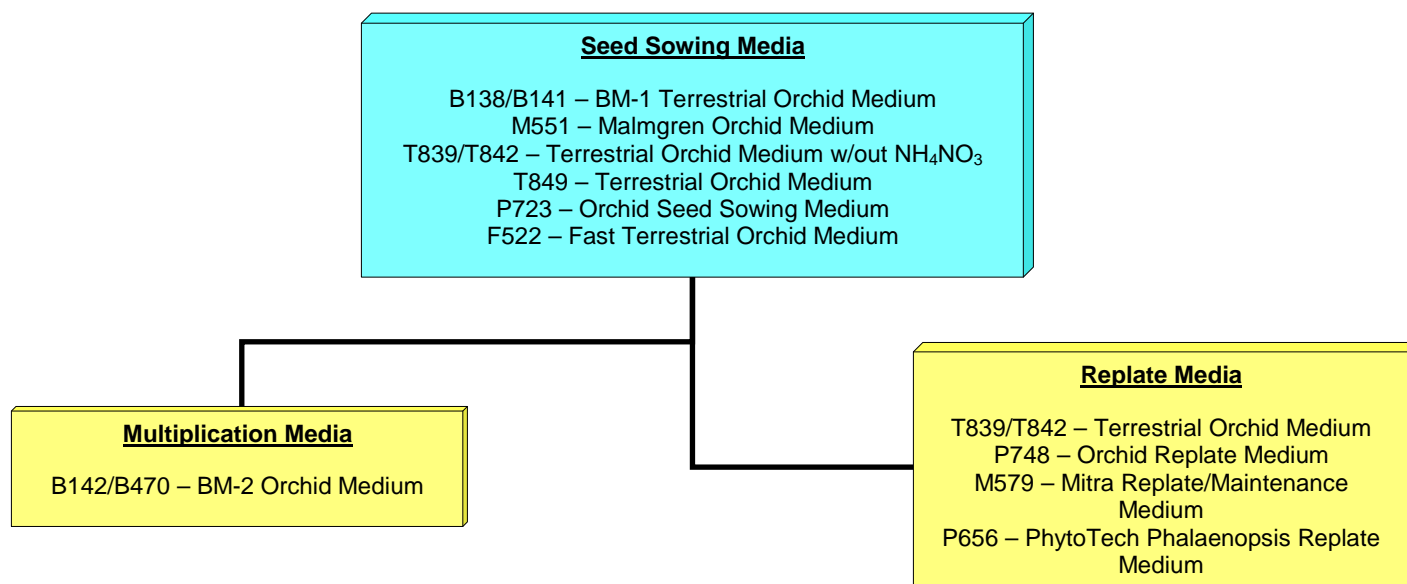 Seed Sowing Media
B138/B141 – BM-1 Terrestrial Orchid Medium
M551 – Malmgren Orchid Medium
T839/T842 – Terrestrial Orchid Medium w/out NH₄NO₃
T849 – Terrestrial Orchid Medium
P723 – Orchid Seed Sowing Medium
F522 – Fast Terrestrial Orchid Medium
Multiplication Media
B142/B470 – BM-2 Orchid Medium
Replate Media
T839/T842 – Terrestrial Orchid Medium
P748 – Orchid Replate Medium
M579 – Mitra Replate/Maintenance
Medium
P656 – PhytoTech Phalaenopsis Replate
Medium